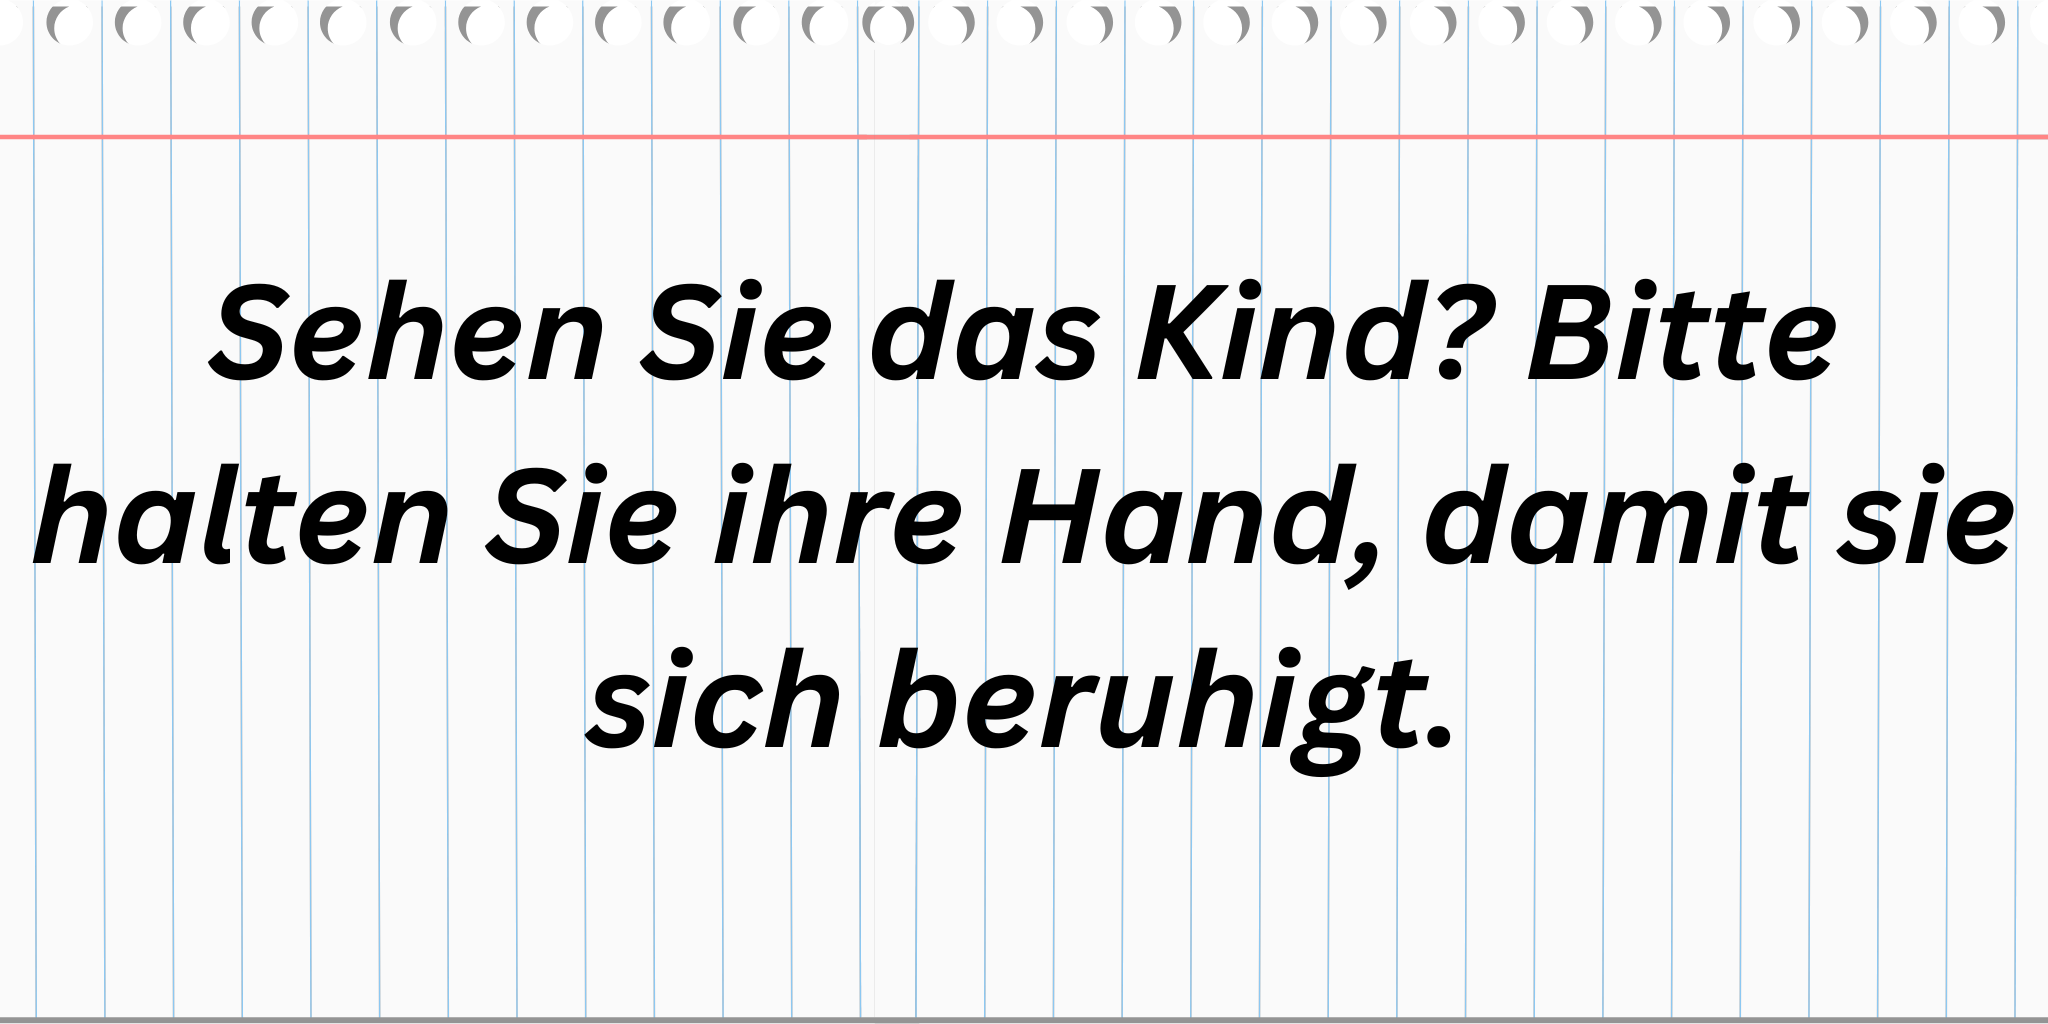 Sehen Sie das Kind? Bitte
halten Sie ihre Hand, damit sie
sich beruhigt.